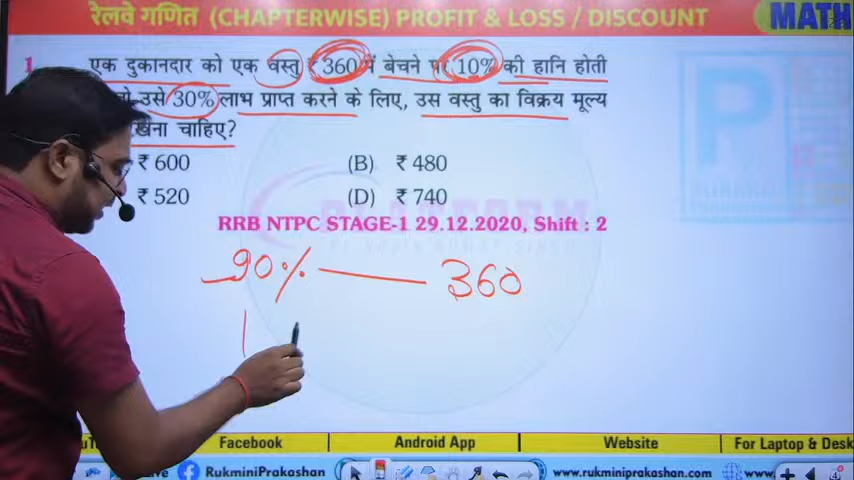 रेलवे गणित (CHAPTERWISE) PROFIT & LOSS / DISCOUNT
MATH
1. एक दुकानदार को एक वस्तु ₹ 360 में बेचने पर 10% की हानि होती
उसे 30% लाभ प्राप्त करने के लिए, उस वस्तु का विक्रय मूल्य
चाहिए?
₹ 600 (B) ₹ 480
₹ 520 (D) ₹ 740
RRB NTPC STAGE-1 29.12.2020, Shift : 2
90% — 360
Facebook Android App Website For Laptop & Desk
RukminiPrakashan www.rukminiprakashan.com www